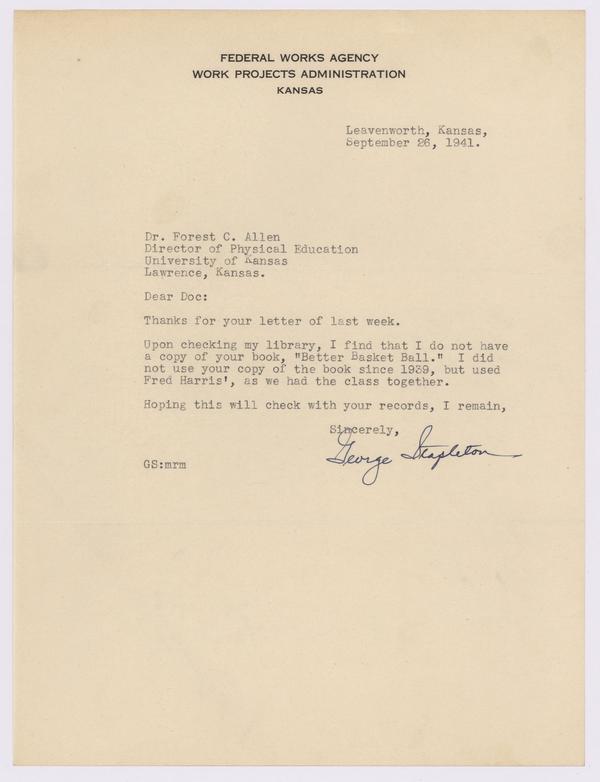 FEDERAL WORKS AGENCY
WORK PROJECTS ADMINISTRATION
KANSAS
Leavenworth, Kansas,
September 26, 1941.
Dr. Forest C. Allen
Director of Physical Education
University of Kansas
Lawrence, Kansas.
Dear Doc:
Thanks for your letter of last week.
Upon checking my library, I find that I do not have
a copy of your book, "Better Basket Ball." I did
not use your copy of the book since 1939, but used
Fred Harris', as we had the class together.
Hoping this will check with your records, I remain,
Sincerely,
George Stapleton
GS:mrm